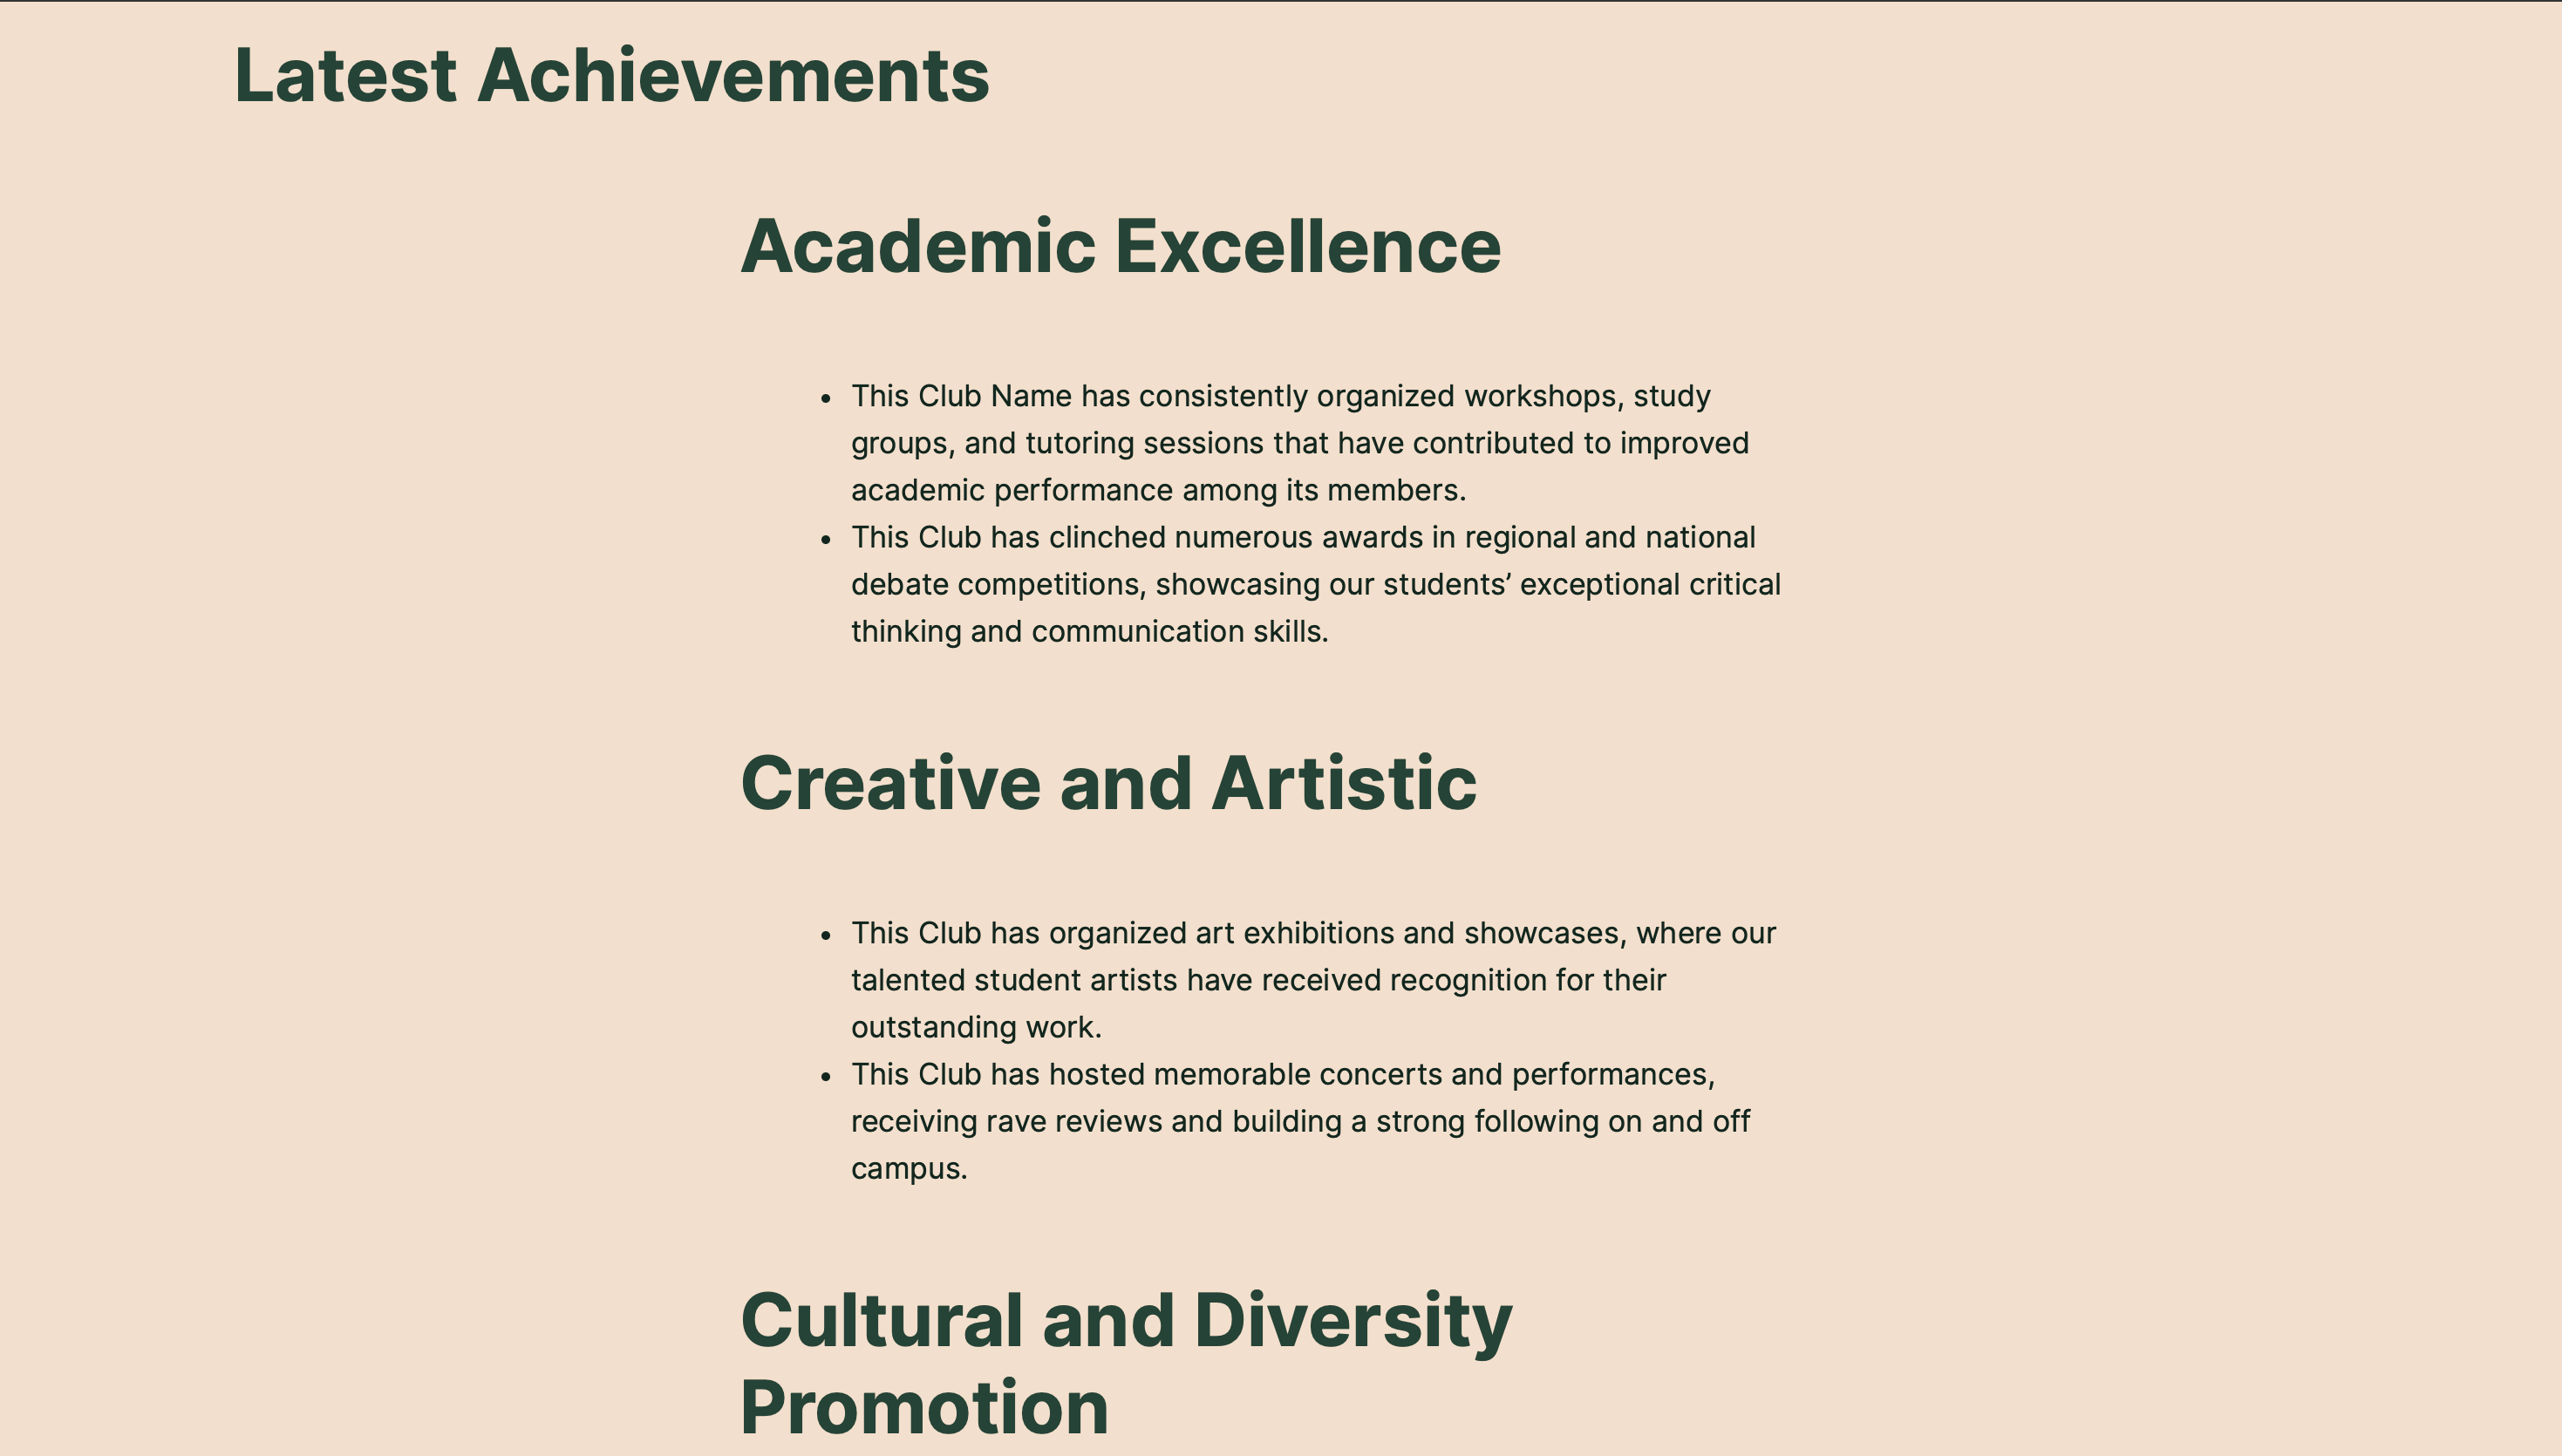 Latest Achievements
Academic Excellence
• This Club Name has consistently organized workshops, study
groups, and tutoring sessions that have contributed to improved
academic performance among its members.
• This Club has clinched numerous awards in regional and national
debate competitions, showcasing our students’ exceptional critical
thinking and communication skills.
Creative and Artistic
• This Club has organized art exhibitions and showcases, where our
talented student artists have received recognition for their
outstanding work.
• This Club has hosted memorable concerts and performances,
receiving rave reviews and building a strong following on and off
campus.
Cultural and Diversity
Promotion